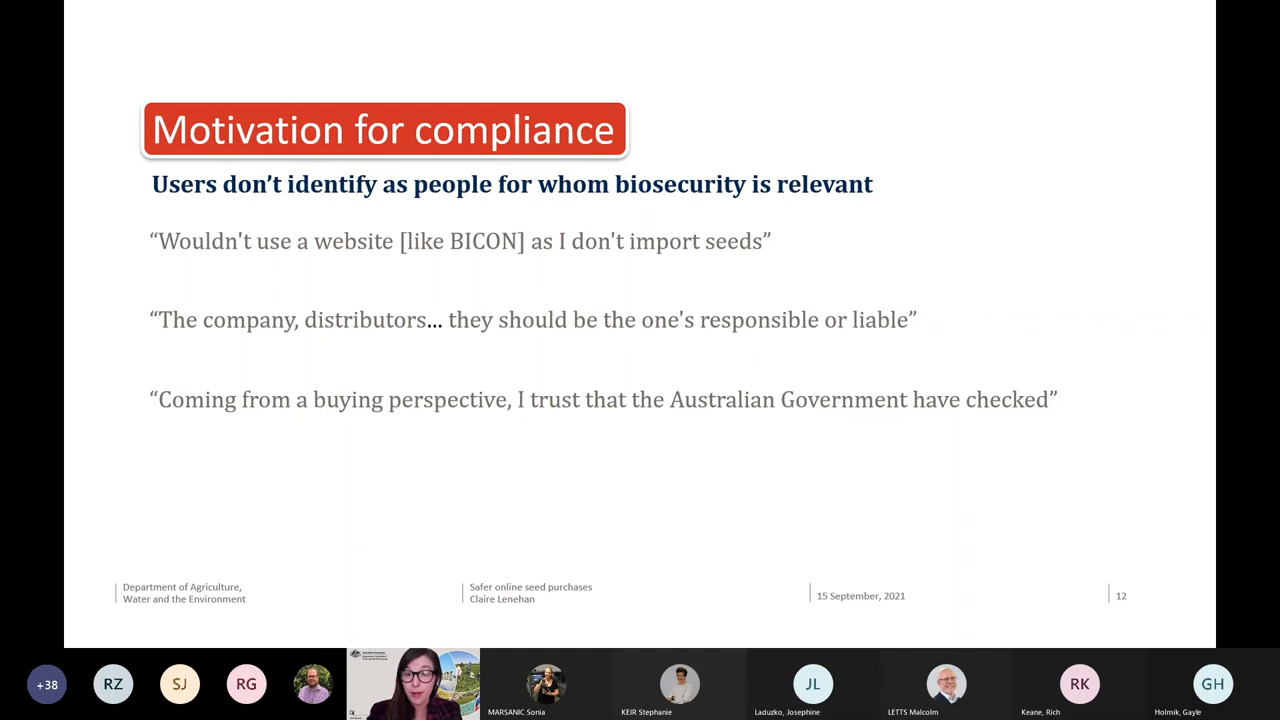 Motivation for compliance
Users don’t identify as people for whom biosecurity is relevant
“Wouldn't use a website [like BICON] as I don't import seeds”
“The company, distributors… they should be the one's responsible or liable”
“Coming from a buying perspective, I trust that the Australian Government have checked”
Department of Agriculture,
Water and the Environment
Safer online seed purchases
Claire Lenehan
15 September, 2021
12
+38
RZ
SJ
RG
JL
RK
GH
MARSANIC Sonia
KEIR Stephanie
Laduzko, Josephine
LETTS Malcolm
Keane, Rich
Holmik, Gayle